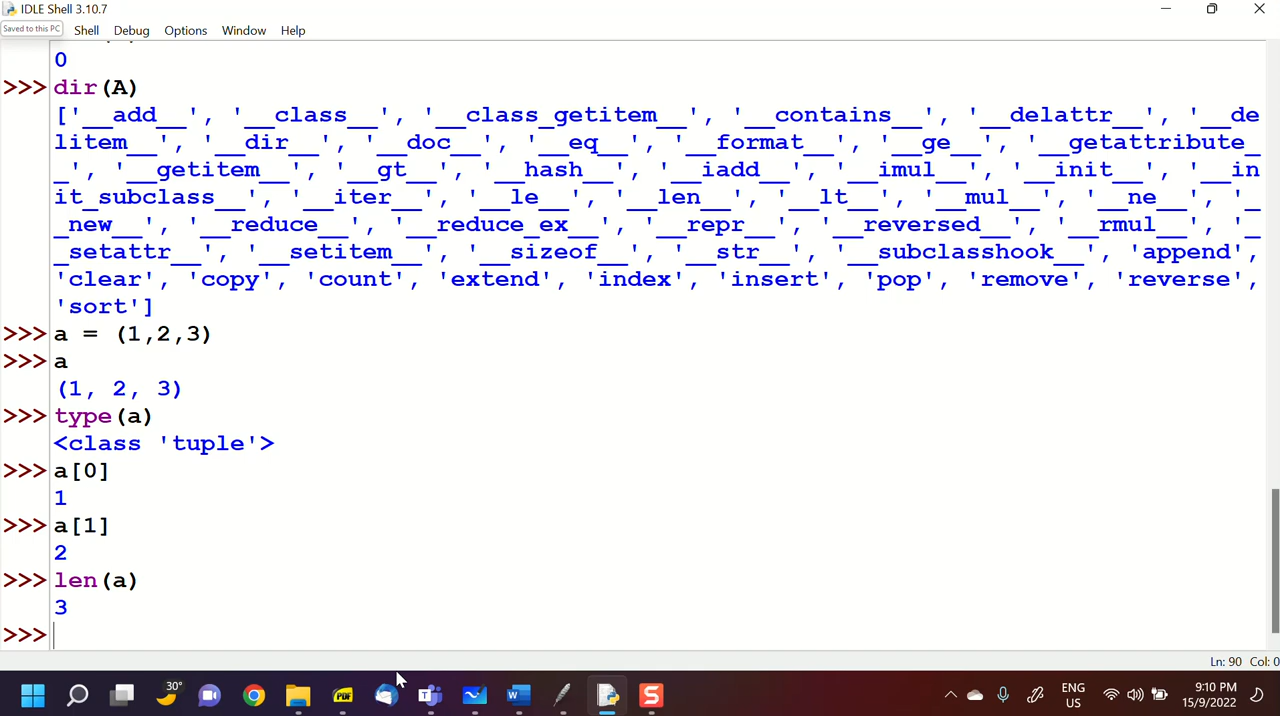 IDLE Shell 3.10.7
Saved to this PC Shell Debug Options Window Help
0
>>> dir(A)
['__add__', '__class__', '__class_getitem__', '__contains__', '__delattr__', '__de
litem__', '__dir__', '__doc__', '__eq__', '__format__', '__ge__', '__getattribute_
_', '__getitem__', '__gt__', '__hash__', '__iadd__', '__imul__', '__init__', '__in
it_subclass__', '__iter__', '__le__', '__len__', '__lt__', '__mul__', '__ne__', '_
_new__', '__reduce__', '__reduce_ex__', '__repr__', '__reversed__', '__rmul__', '_
_setattr__', '__setitem__', '__sizeof__', '__str__', '__subclasshook__', 'append',
'clear', 'copy', 'count', 'extend', 'index', 'insert', 'pop', 'remove', 'reverse',
'sort']
>>> a = (1,2,3)
>>> a
(1, 2, 3)
>>> type(a)
<class 'tuple'>
>>> a[0]
1
>>> a[1]
2
>>> len(a)
3
>>>
Ln: 90 Col: 0
30°
PDF
ENG
US
9:10 PM
15/9/2022